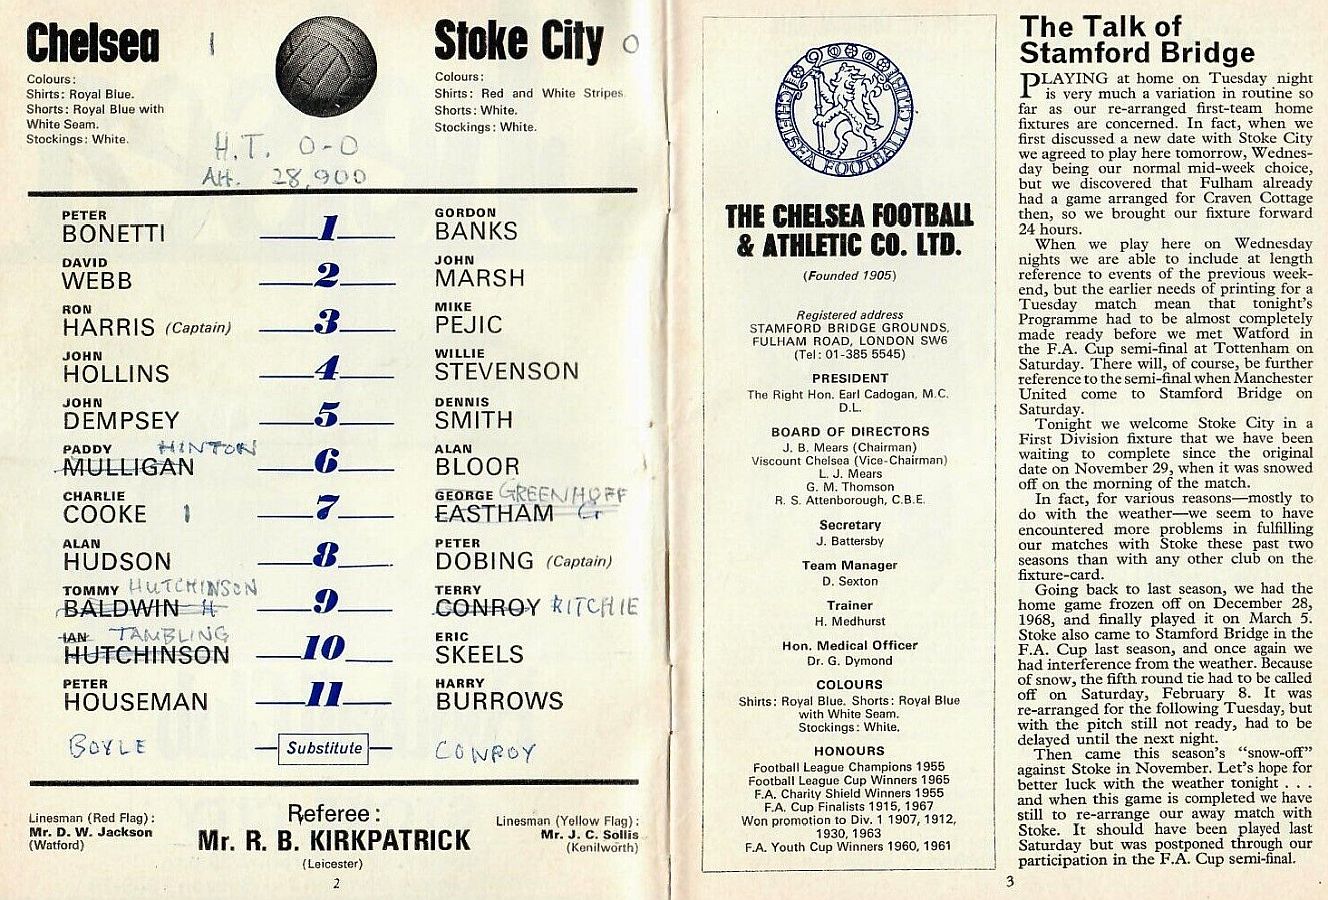 Chelsea 1
Colours:
Shirts: Royal Blue.
Shorts: Royal Blue with
White Seam.
Stockings: White.
Stoke City 0
Colours:
Shirts: Red and White Stripes.
Shorts: White.
Stockings: White.
H.T. 0-0
Att. 28,900
PETER
BONETTI
1
GORDON
BANKS
DAVID
WEBB
2
JOHN
MARSH
RON
HARRIS (Captain)
3
MIKE
PEJIC
JOHN
HOLLINS
4
WILLIE
STEVENSON
JOHN
DEMPSEY
5
DENNIS
SMITH
PADDY HINTON
MULLIGAN
6
ALAN
BLOOR
CHARLIE
COOKE 1
7
GEORGE GREENHOFF
EASTHAM G
ALAN
HUDSON
8
PETER
DOBING (Captain)
TOMMY HUTCHINSON
BALDWIN H
9
TERRY
CONROY RITCHIE
IAN TAMBLING
HUTCHINSON
10
ERIC
SKEELS
PETER
HOUSEMAN
11
HARRY
BURROWS
BOYLE
Substitute
CONROY
Linesman (Red Flag):
Mr. D. W. Jackson
(Watford)
Referee:
Mr. R. B. KIRKPATRICK
(Leicester)
Linesman (Yellow Flag):
Mr. J. C. Sollis
(Kenilworth)
2
CHELSEA FOOTBALL CLUB
THE CHELSEA FOOTBALL
& ATHLETIC CO. LTD.
(Founded 1905)
Registered address
STAMFORD BRIDGE GROUNDS,
FULHAM ROAD, LONDON SW6
(Tel: 01-385 5545)
PRESIDENT
The Right Hon. Earl Cadogan, M.C.
D.L.
BOARD OF DIRECTORS
J. B. Mears (Chairman)
Viscount Chelsea (Vice-Chairman)
L. J. Mears
G. M. Thomson
R. S. Attenborough, C.B.E.
Secretary
J. Battersby
Team Manager
D. Sexton
Trainer
H. Medhurst
Hon. Medical Officer
Dr. G. Dymond
COLOURS
Shirts: Royal Blue. Shorts: Royal Blue
with White Seam.
Stockings: White.
HONOURS
Football League Champions 1955
Football League Cup Winners 1965
F.A. Charity Shield Winners 1955
F.A. Cup Finalists 1915, 1967
Won promotion to Div. 1 1907, 1912,
1930, 1963
F.A. Youth Cup Winners 1960, 1961
The Talk of
Stamford Bridge
PLAYING at home on Tuesday night
is very much a variation in routine so
far as our re-arranged first-team home
fixtures are concerned. In fact, when we
first discussed a new date with Stoke City
we agreed to play here tomorrow, Wednes-
day being our normal mid-week choice,
but we discovered that Fulham already
had a game arranged for Craven Cottage
then, so we brought our fixture forward
24 hours.
When we play here on Wednesday
nights we are able to include at length
reference to events of the previous week-
end, but the earlier needs of printing for a
Tuesday match mean that tonight's
Programme had to be almost completely
made ready before we met Watford in
the F.A. Cup semi-final at Tottenham on
Saturday. There will, of course, be further
reference to the semi-final when Manchester
United come to Stamford Bridge on
Saturday.
Tonight we welcome Stoke City in a
First Division fixture that we have been
waiting to complete since the original
date on November 29, when it was snowed
off on the morning of the match.
In fact, for various reasons—mostly to
do with the weather—we seem to have
encountered more problems in fulfilling
our matches with Stoke these past two
seasons than with any other club on the
fixture-card.
Going back to last season, we had the
home game frozen off on December 28,
1968, and finally played it on March 5.
Stoke also came to Stamford Bridge in the
F.A. Cup last season, and once again we
had interference from the weather. Because
of snow, the fifth round tie had to be called
off on Saturday, February 8. It was
re-arranged for the following Tuesday, but
with the pitch still not ready, had to be
delayed until the next night.
Then came this season's "snow-off"
against Stoke in November. Let's hope for
better luck with the weather tonight . . .
and when this game is completed we have
still to re-arrange our away match with
Stoke. It should have been played last
Saturday but was postponed through our
participation in the F.A. Cup semi-final.
3